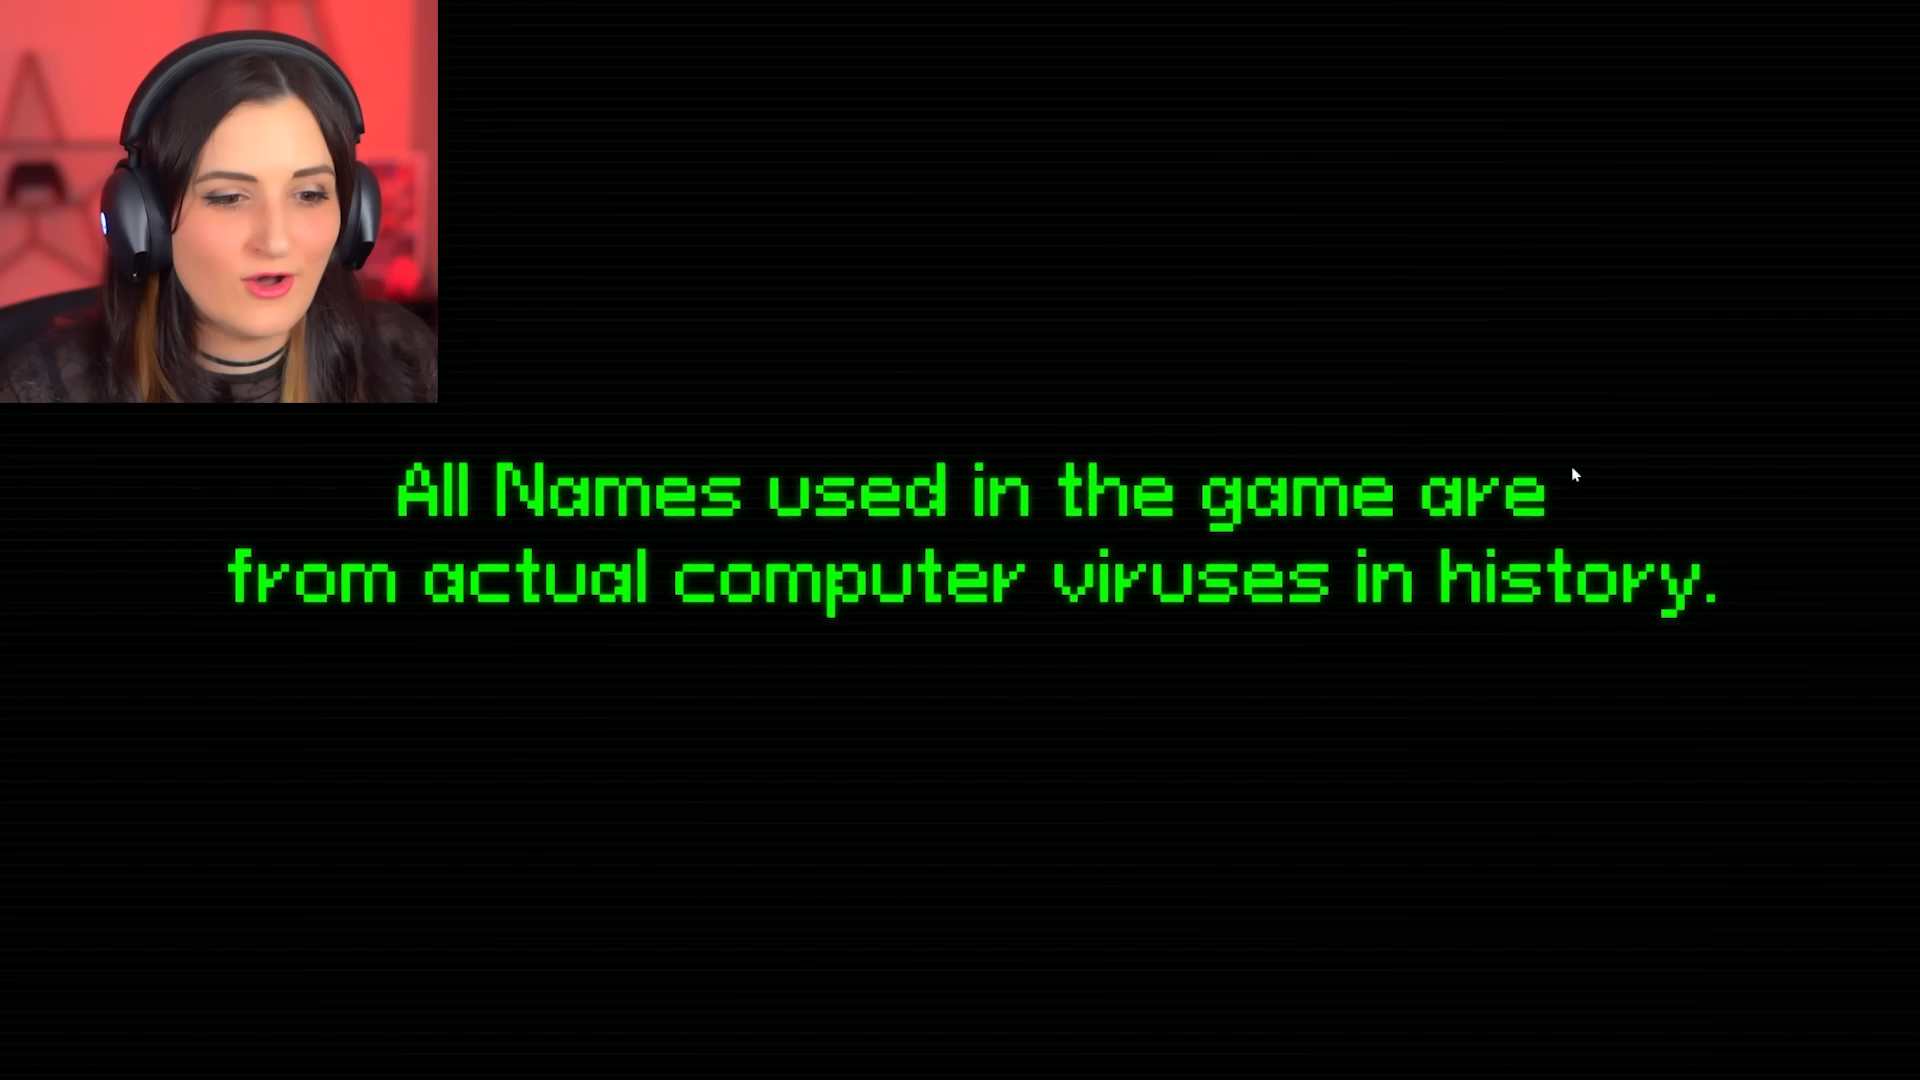 All Names used in the game are
from actual computer viruses in history.